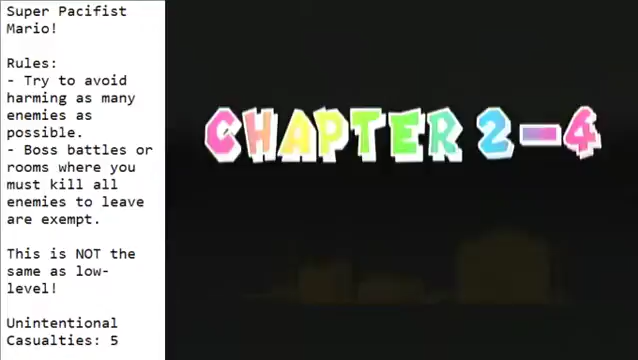 Super Pacifist
Mario!
Rules:
- Try to avoid
harming as many
enemies as
possible.
- Boss battles or
rooms where you
must kill all
enemies to leave
are exempt.
This is NOT the
same as low-
level!
Unintentional
Casualties: 5
CHAPTER 2-4